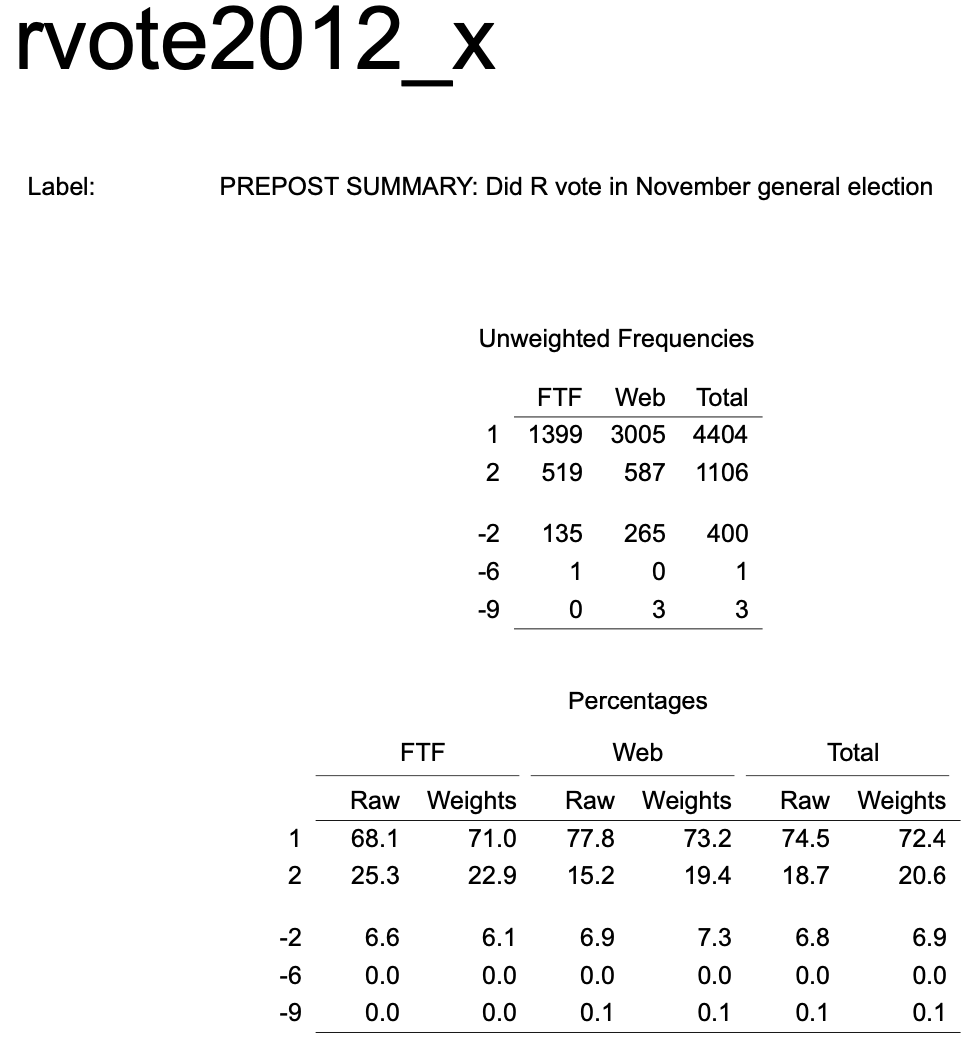 rvote2012_x
Label: PREPOST SUMMARY: Did R vote in November general election
Unweighted Frequencies
FTF Web Total
1 1399 3005 4404
2 519 587 1106
-2 135 265 400
-6 1 0 1
-9 0 3 3
Percentages
FTF Web Total
Raw Weights Raw Weights Raw Weights
1 68.1 71.0 77.8 73.2 74.5 72.4
2 25.3 22.9 15.2 19.4 18.7 20.6
-2 6.6 6.1 6.9 7.3 6.8 6.9
-6 0.0 0.0 0.0 0.0 0.0 0.0
-9 0.0 0.0 0.1 0.1 0.1 0.1